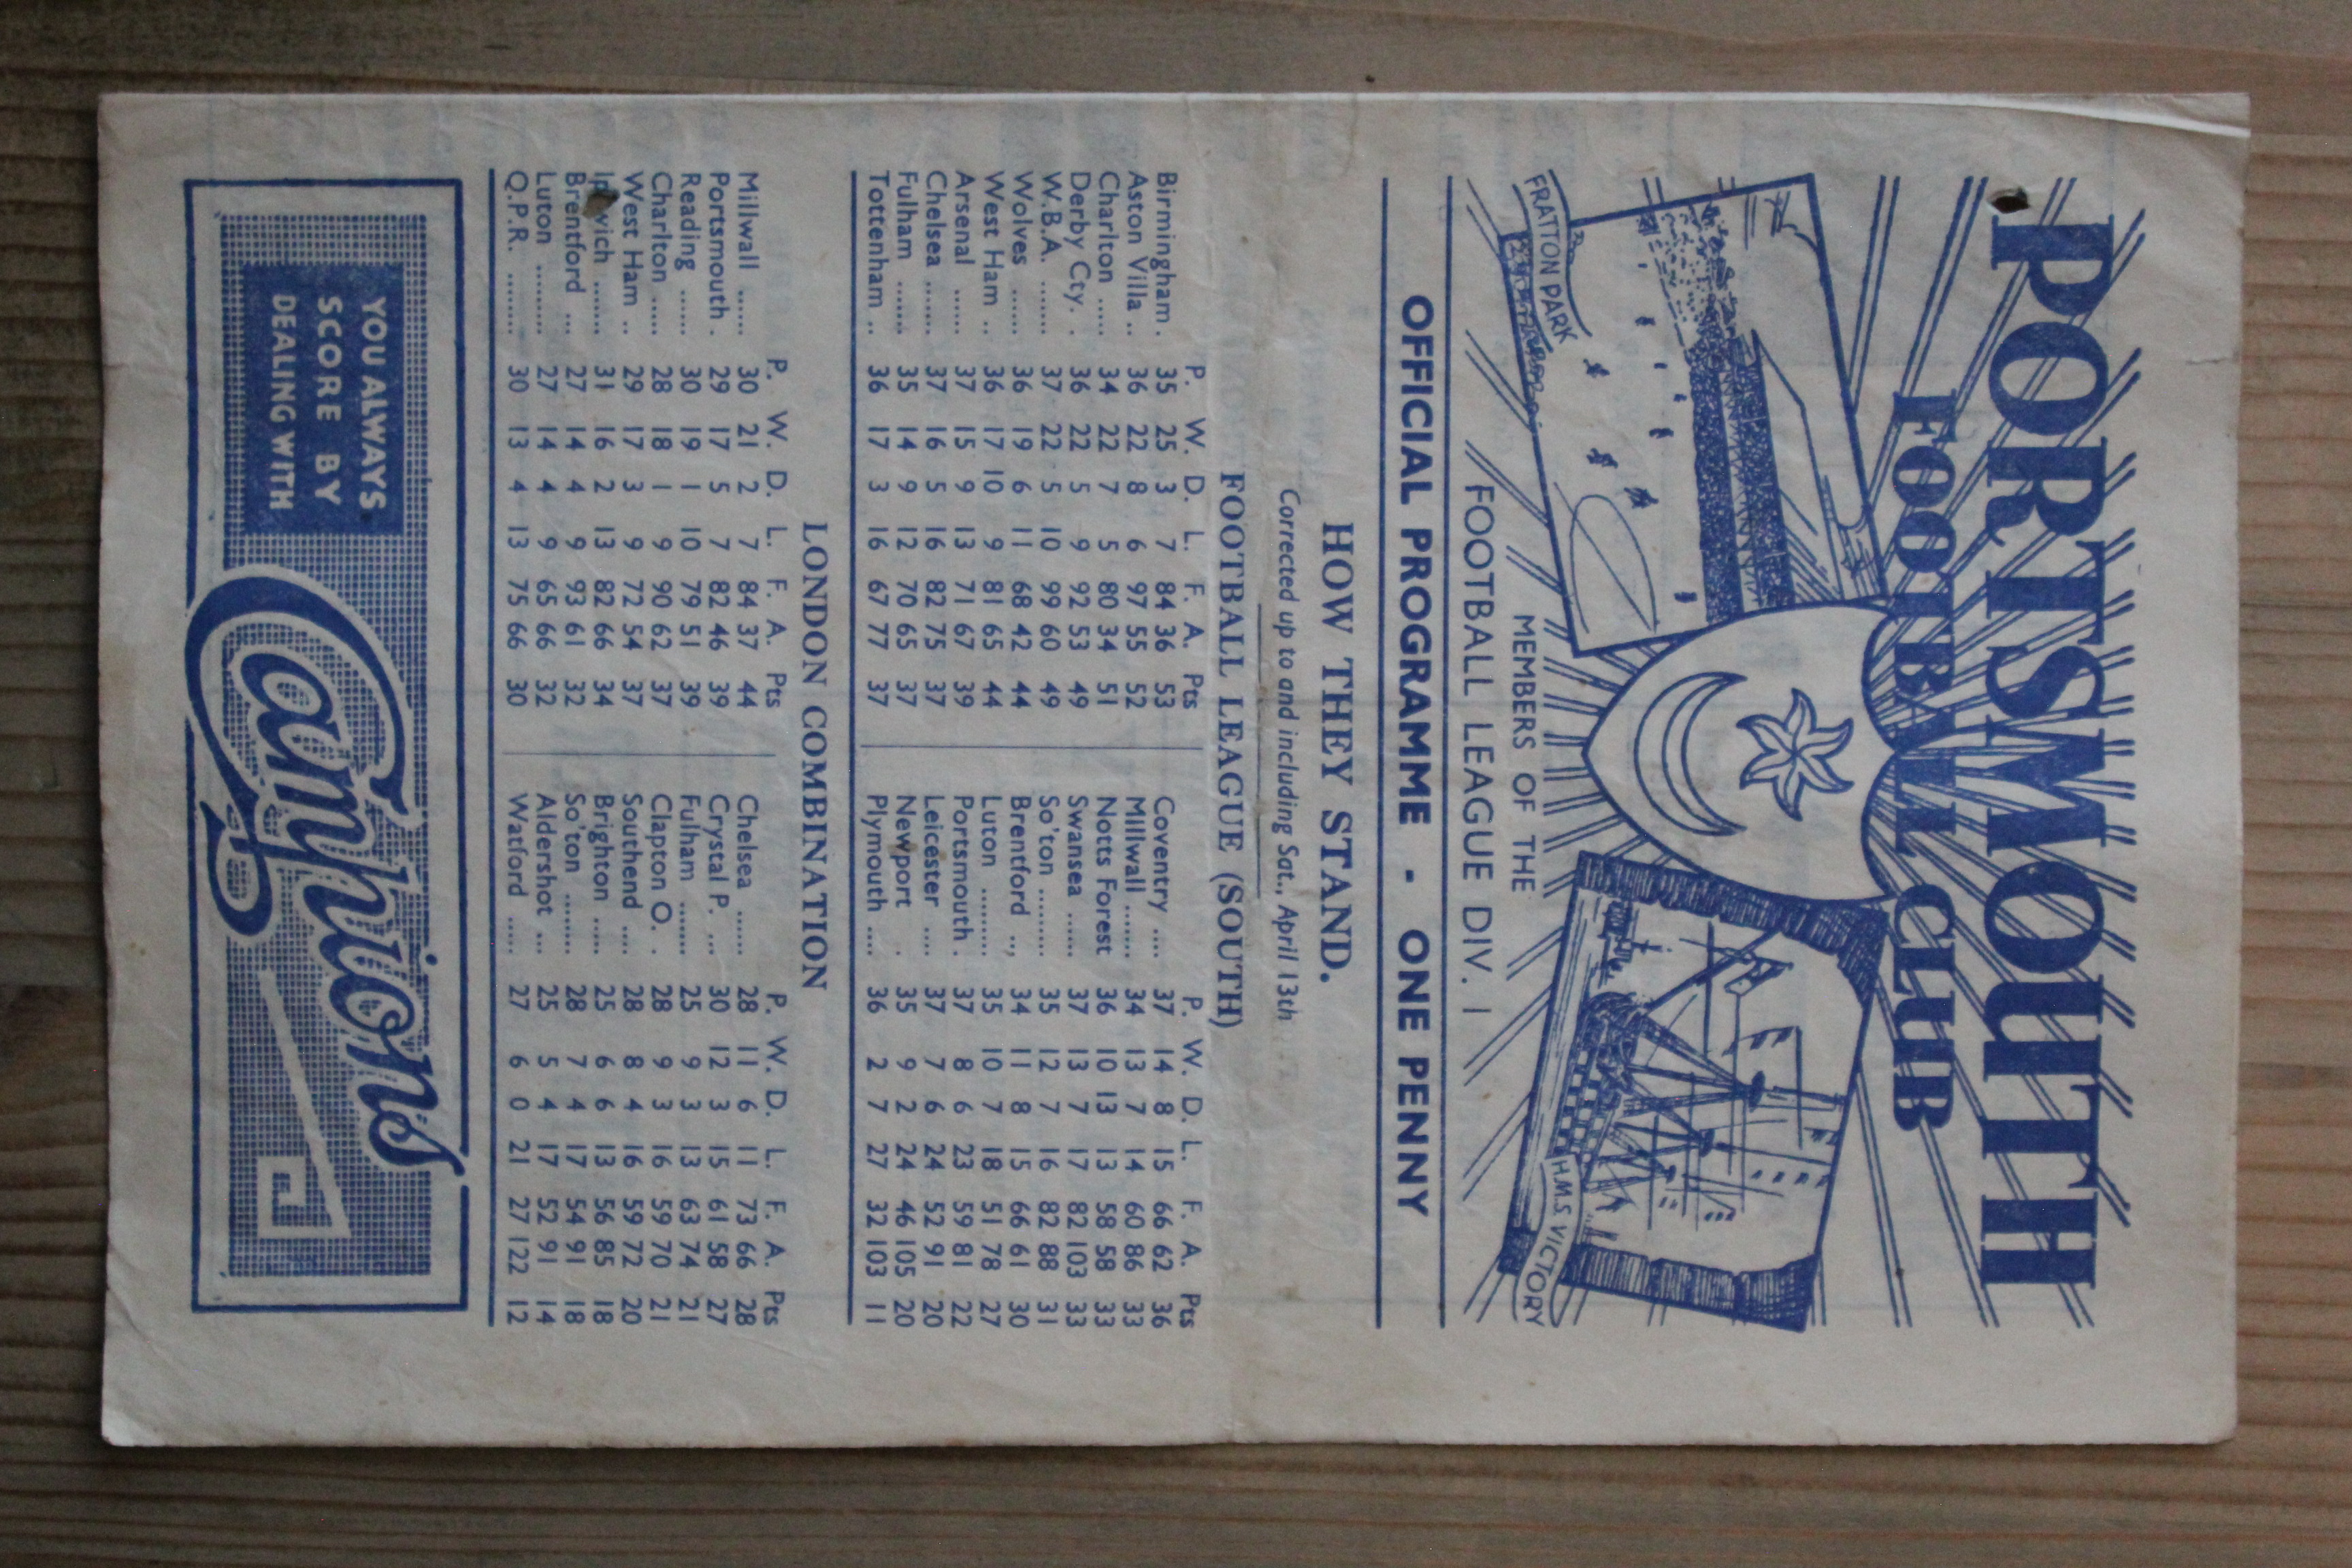 PORTSMOUTH
FOOTBALL CLUB
FRATTON PARK
H.M.S. VICTORY
MEMBERS OF THE
FOOTBALL LEAGUE DIV. 1
OFFICIAL PROGRAMME - ONE PENNY
HOW THEY STAND.
Corrected up to and including Sat., April 13th
FOOTBALL LEAGUE (SOUTH)
P. W. D. L. F. A. Pts
Birmingham . 35 25 3 7 84 36 53
Aston Villa .. 36 22 8 6 97 55 52
Charlton ..... 34 22 7 5 80 34 51
Derby Cty. . 36 22 5 9 92 53 49
W.B.A. ........ 37 22 5 10 99 60 49
Wolves ....... 36 19 6 11 68 42 44
West Ham .. 36 17 10 9 81 65 44
Arsenal ...... 37 15 9 13 71 67 39
Chelsea ....... 37 16 5 16 82 75 37
Fulham ....... 35 14 9 12 70 65 37
Tottenham .. 36 17 3 16 67 77 37
P. W. D. L. F. A. Pts
Coventry .... 37 14 8 15 66 62 36
Millwall ....... 34 13 7 14 60 86 33
Notts Forest 36 10 13 13 58 58 33
Swansea ...... 37 13 7 17 82 103 33
So'ton ......... 35 12 7 16 82 88 31
Brentford .., 34 11 8 15 66 61 30
Luton ......... 35 10 7 18 51 78 27
Portsmouth . 37 8 6 23 59 81 22
Leicester .... 37 7 6 24 52 91 20
Newport . 35 9 2 24 46 105 20
Plymouth .... 36 2 7 27 32 103 11
LONDON COMBINATION
P. W. D. L. F. A. Pts
Millwall ...... 30 21 2 7 84 37 44
Portsmouth . 29 17 5 7 82 46 39
Reading ...... 30 19 1 10 79 51 39
Charlton ..... 28 18 1 9 90 62 37
West Ham .. 29 17 3 9 72 54 37
Ipswich ....... 31 16 2 13 82 66 34
Brentford ... 27 14 4 9 93 61 32
Luton ......... 27 14 4 9 65 66 32
Q.P.R. ......... 30 13 4 13 75 66 30
P. W. D. L. F. A. Pts
Chelsea ...... 28 11 6 11 73 66 28
Crystal P. ... 30 12 3 15 61 58 27
Fulham ....... 25 9 3 13 63 74 21
Clapton O. . 28 9 3 16 59 70 21
Southend .... 28 8 4 16 59 72 20
Brighton ..... 25 6 6 13 56 85 18
So'ton ......... 28 7 4 17 54 91 18
Aldershot ... 25 5 4 17 52 91 14
Watford ..... 27 6 0 21 27 122 12
YOU ALWAYS
SCORE BY
DEALING WITH
Campions